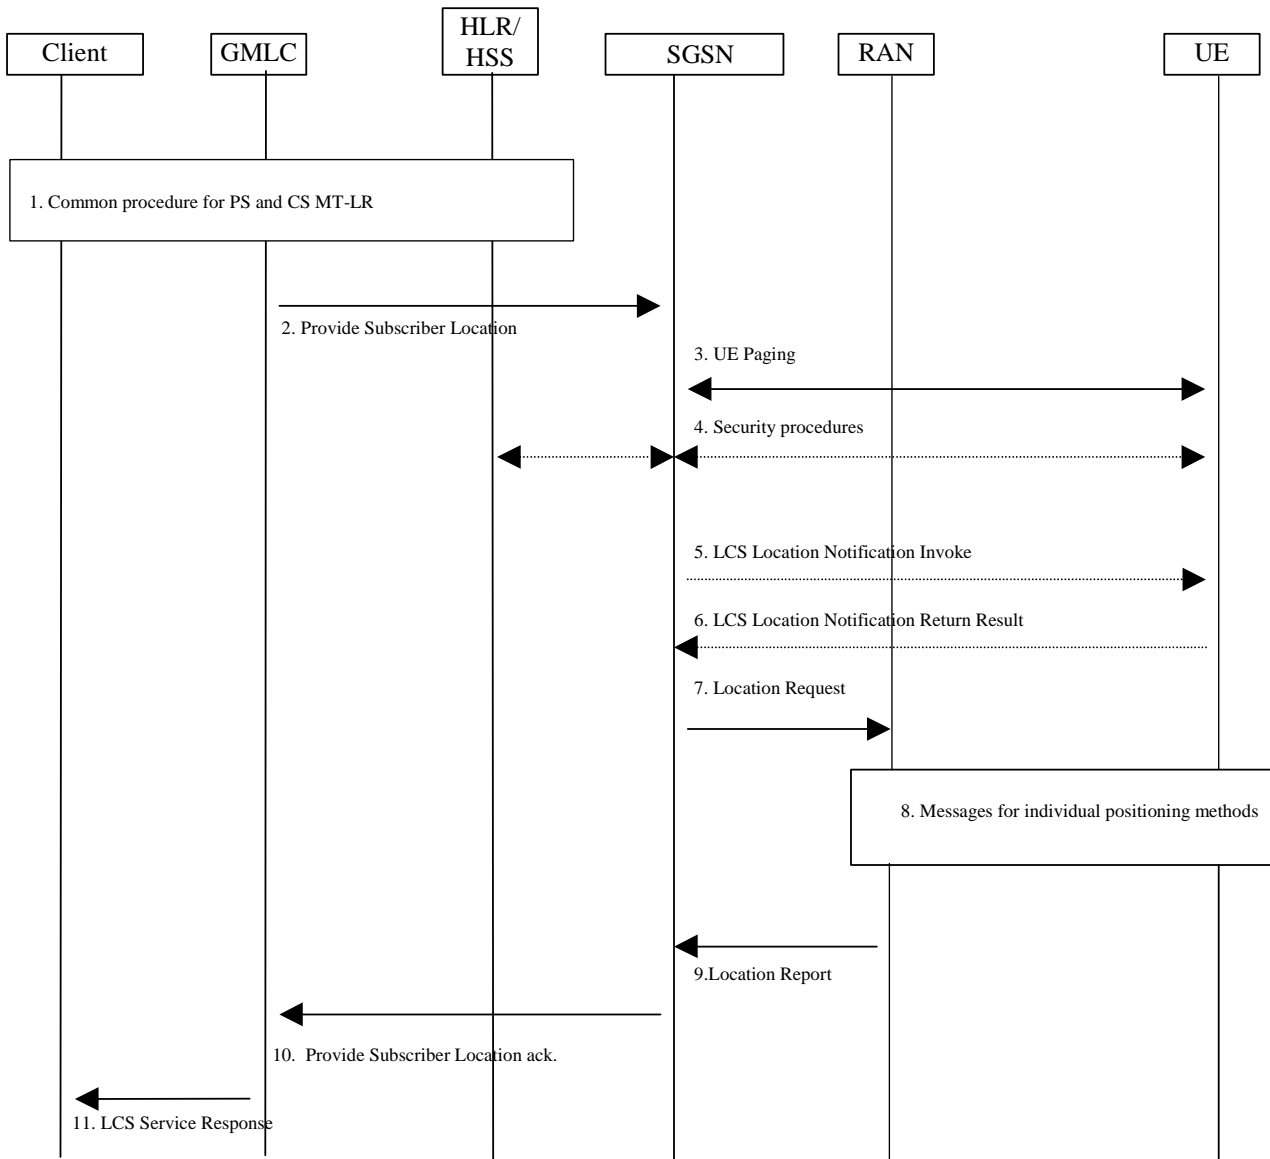 Client
GMLC
HLR/
HSS
SGSN
RAN
UE
1. Common procedure for PS and CS MT-LR
2. Provide Subscriber Location
3. UE Paging
4. Security procedures
5. LCS Location Notification Invoke
6. LCS Location Notification Return Result
7. Location Request
8. Messages for individual positioning methods
9.Location Report
10.  Provide Subscriber Location ack.
11. LCS Service Response